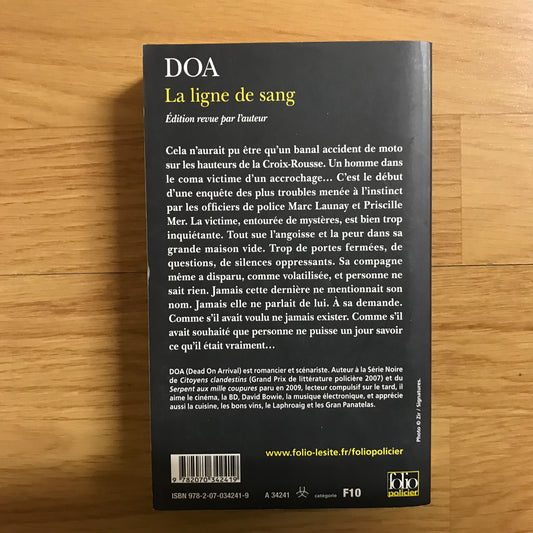 DOA
La ligne de sang
Édition revue par l'auteur
Cela n'aurait pu être qu'un banal accident de moto
sur les hauteurs de la Croix-Rousse. Un homme dans
le coma victime d'un accrochage… C'est le début
d'une enquête des plus troubles menée à l'instinct
par les officiers de police Marc Launay et Priscille
Mer. La victime, entourée de mystères, est bien trop
inquiétante. Tout sue l'angoisse et la peur dans sa
grande maison vide. Trop de portes fermées, de
questions, de silences oppressants. Sa compagne
même a disparu, comme volatilisée, et personne ne
sait rien. Jamais cette dernière ne mentionnait son
nom. Jamais elle ne parlait de lui. À sa demande.
Comme s'il avait voulu ne jamais exister. Comme s'il
avait souhaité que personne ne puisse un jour savoir
ce qu'il était vraiment…
DOA (Dead On Arrival) est romancier et scénariste. Auteur à la Série Noire
de Citoyens clandestins (Grand Prix de littérature policière 2007) et du
Serpent aux mille coupures paru en 2009, lecteur compulsif sur le tard, il
aime le cinéma, la BD, David Bowie, la musique électronique, et apprécie
aussi la cuisine, les bons vins, le Laphroaig et les Gran Panatelas.
Photo © Zir / Signatures.
www.folio-lesite.fr/foliopolicier
9 782070 342419
folio
policier
ISBN 978-2-07-034241-9 A 34241 catégorie F10